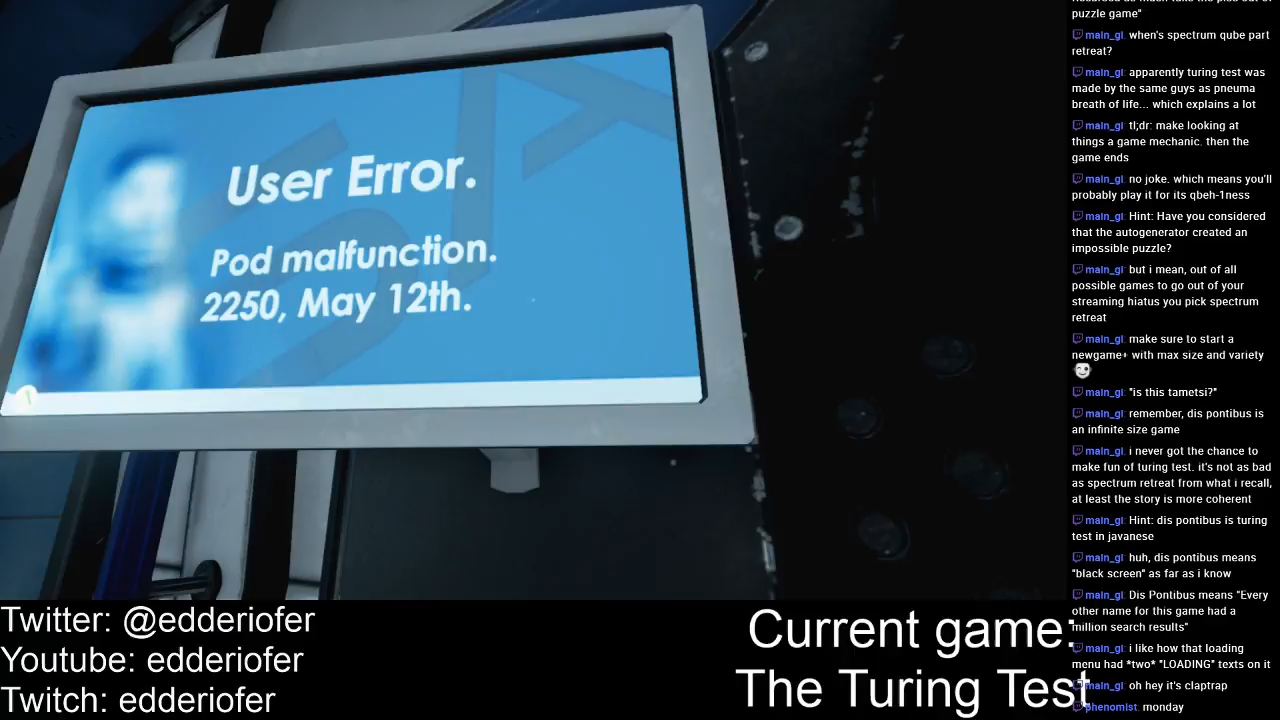 User Error.
Pod malfunction.
2250, May 12th.
Twitter: @edderiofer
Youtube: edderiofer
Twitch: edderiofer
Current game:
The Turing Test
puzzle game"
main_gl: when's spectrum qube part
retreat?
main_gl: apparently turing test was
made by the same guys as pneuma
breath of life... which explains a lot
main_gl: tl;dr: make looking at
things a game mechanic. then the
game ends
main_gl: no joke. which means you'll
probably play it for its qbeh-1ness
main_gl: Hint: Have you considered
that the autogenerator created an
impossible puzzle?
main_gl: but i mean, out of all
possible games to go out of your
streaming hiatus you pick spectrum
retreat
main_gl: make sure to start a
newgame+ with max size and variety
main_gl: "is this tametsi?"
main_gl: remember, dis pontibus is
an infinite size game
main_gl: i never got the chance to
make fun of turing test. it's not as bad
as spectrum retreat from what i recall,
at least the story is more coherent
main_gl: Hint: dis pontibus is turing
test in javanese
main_gl: huh, dis pontibus means
"black screen" as far as i know
main_gl: Dis Pontibus means "Every
other name for this game had a
million search results"
main_gl: i like how that loading
menu had *two* "LOADING" texts on it
main_gl: oh hey it's claptrap
phenomist: monday